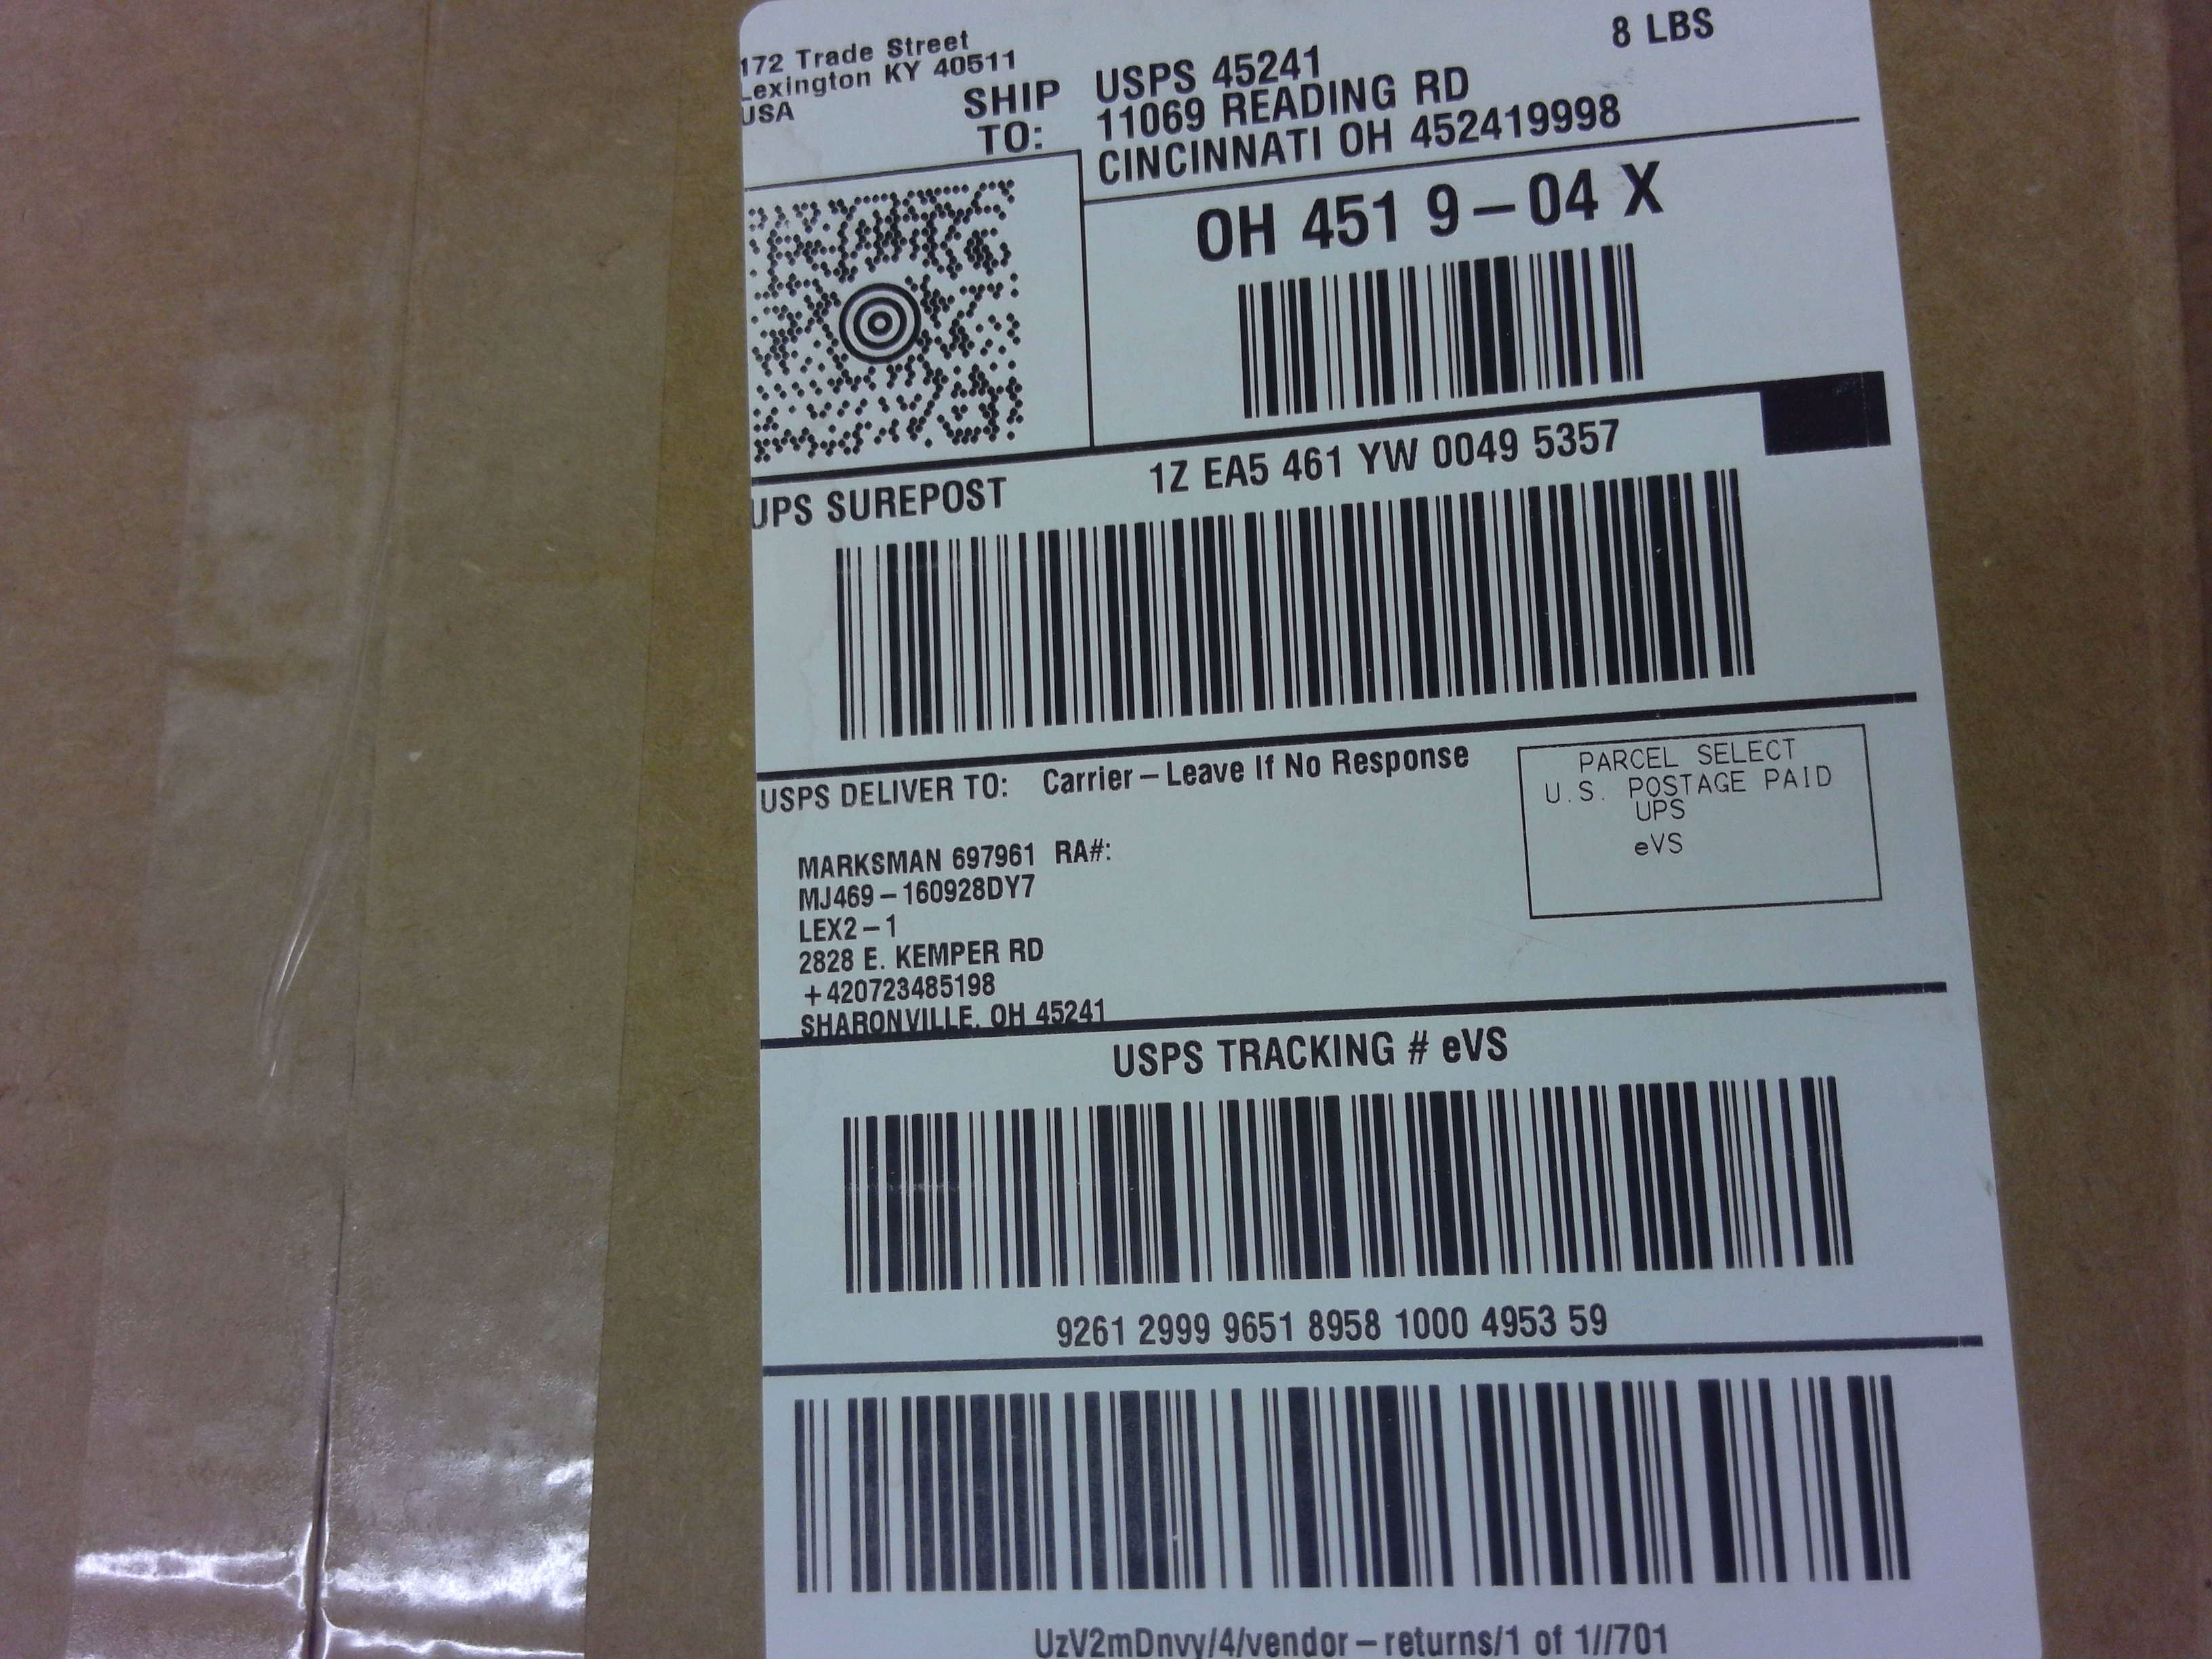 172 Trade Street
Lexington KY 40511
USA
8 LBS
SHIP TO:
USPS 45241
11069 READING RD
CINCINNATI OH 452419998
OH 451 9-04 X
UPS SUREPOST
1Z EA5 461 YW 0049 5357
USPS DELIVER TO: Carrier-Leave If No Response
PARCEL SELECT
U.S. POSTAGE PAID
UPS
eVS
MARKSMAN 697961 RA#:
MJ469-160928DY7
LEX2-1
2828 E. KEMPER RD
+420723485198
SHARONVILLE, OH 45241
USPS TRACKING # eVS
9261 2999 9651 8958 1000 4953 59
UzV2mDnvy/4/vendor-returns/1 of 1//701